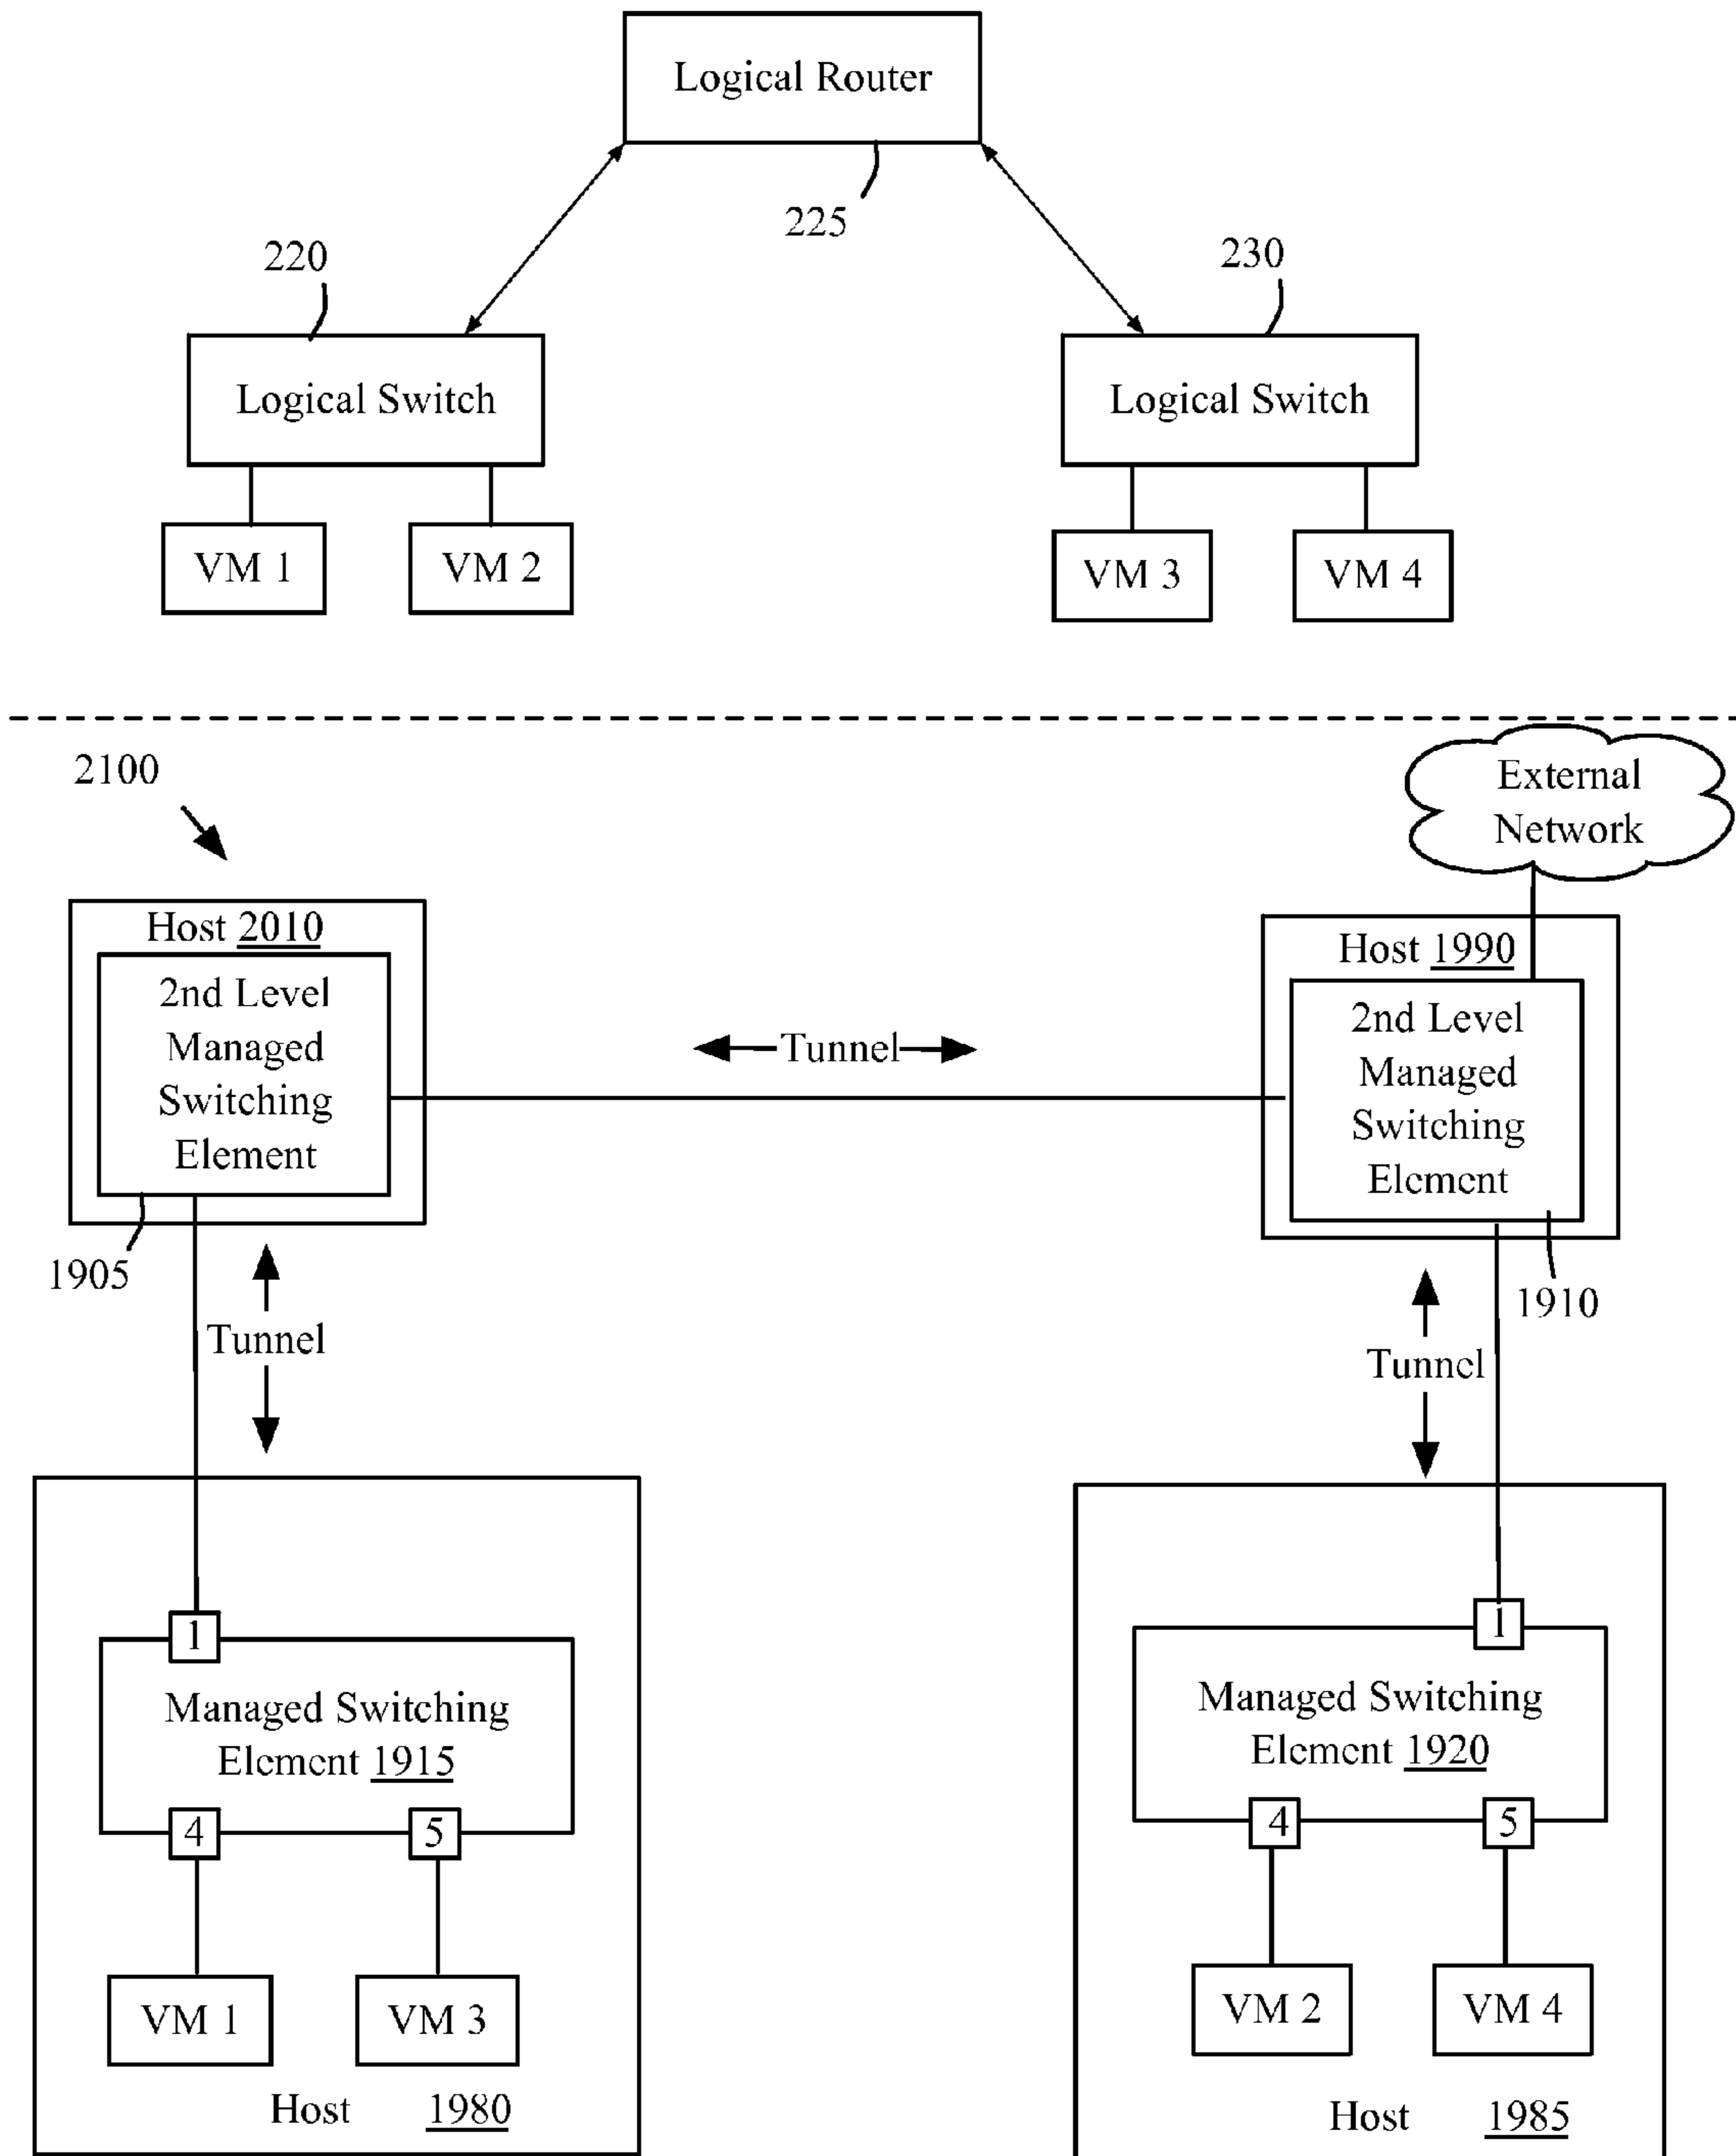 Logical Router
225
220
230
Logical Switch
Logical Switch
VM 1
VM 2
VM 3
VM 4
2100
External
Network
Host 2010
2nd Level
Managed
Switching
Element
1905
Tunnel
Host 1990
2nd Level
Managed
Switching
Element
1910
Tunnel
Tunnel
1
Managed Switching
Element 1915
4
5
VM 1
VM 3
Host 1980
1
Managed Switching
Element 1920
4
5
VM 2
VM 4
Host 1985